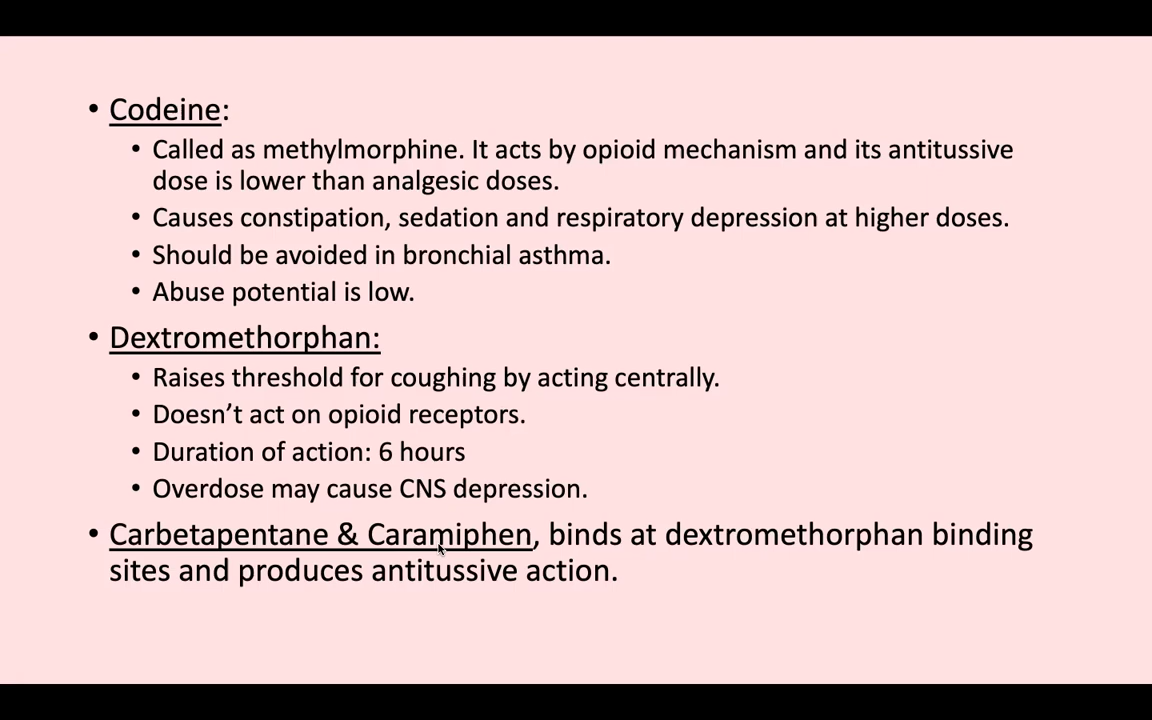 • Codeine:
• Called as methylmorphine. It acts by opioid mechanism and its antitussive
dose is lower than analgesic doses.
• Causes constipation, sedation and respiratory depression at higher doses.
• Should be avoided in bronchial asthma.
• Abuse potential is low.
• Dextromethorphan:
• Raises threshold for coughing by acting centrally.
• Doesn’t act on opioid receptors.
• Duration of action: 6 hours
• Overdose may cause CNS depression.
• Carbetapentane & Caramiphen, binds at dextromethorphan binding
sites and produces antitussive action.